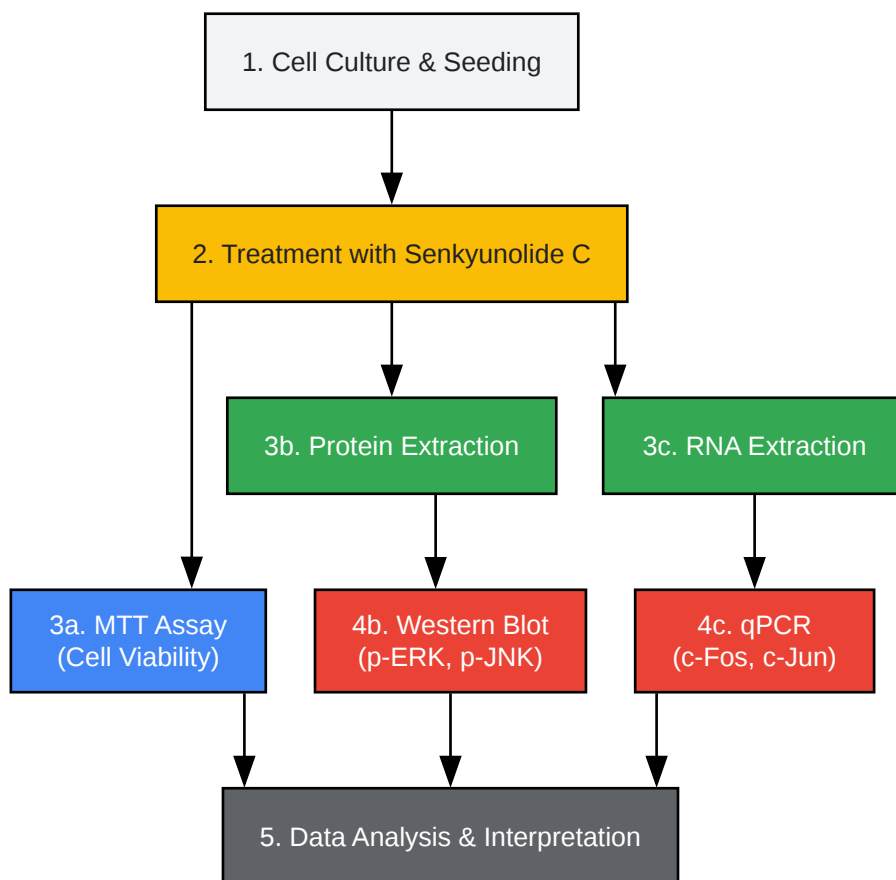 1. Cell Culture & Seeding
2. Treatment with Senkyunolide C
3b. Protein Extraction
3c. RNA Extraction
3a. MTT Assay
(Cell Viability)
4b. Western Blot
(p-ERK, p-JNK)
4c. qPCR
(c-Fos, c-Jun)
5. Data Analysis & Interpretation